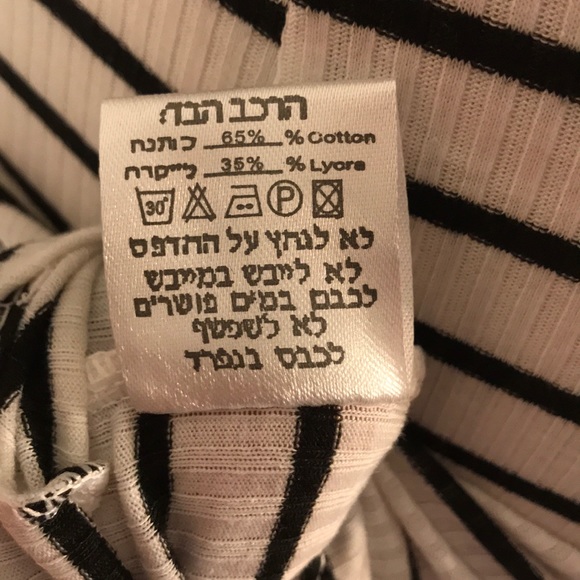 הרכב הבד:
כותנה 65% % Cotton
לייקרה 35% % Lycra
30° P
לא לגהץ על ההדפס
לא לייבש במייבש
לכבס במים פושרים
לא לשפשף
לכבס בנפרד